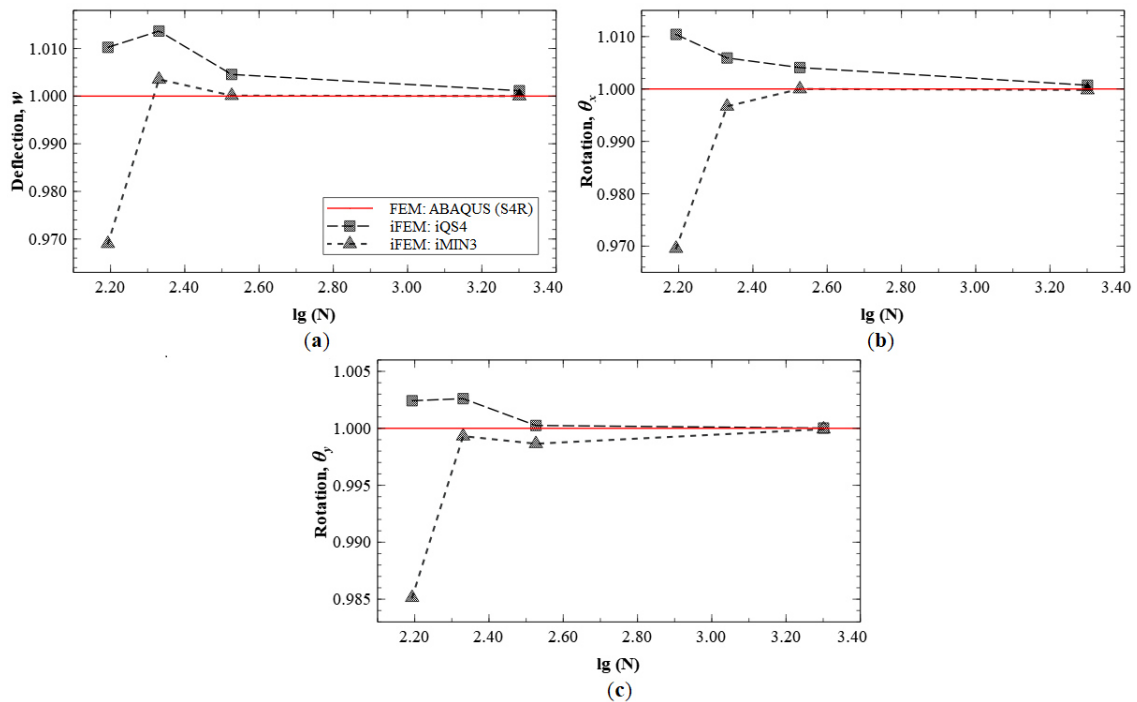 1.010
1.000
0.990
0.980
0.970
Deflection, w
FEM: ABAQUS (S4R)
iFEM: iQS4
iFEM: iMIN3
2.20 2.40 2.60 2.80 3.00 3.20 3.40
lg (N)
(a)
1.010
1.000
0.990
0.980
0.970
Rotation, θx
2.20 2.40 2.60 2.80 3.00 3.20 3.40
lg (N)
(b)
1.005
1.000
0.995
0.990
0.985
Rotation, θy
2.20 2.40 2.60 2.80 3.00 3.20 3.40
lg (N)
(c)